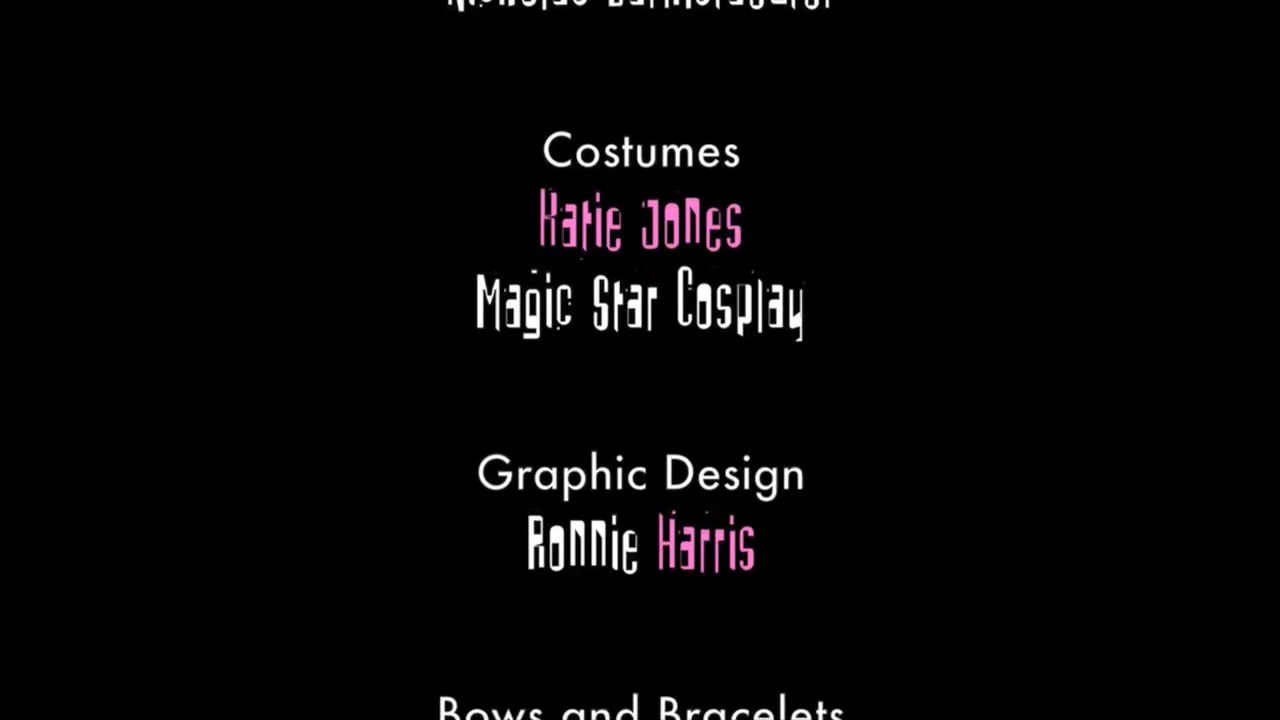 Costumes
Katie Jones
Magic Star Cosplay
Graphic Design
Ronnie Harris
Bows and Bracelets